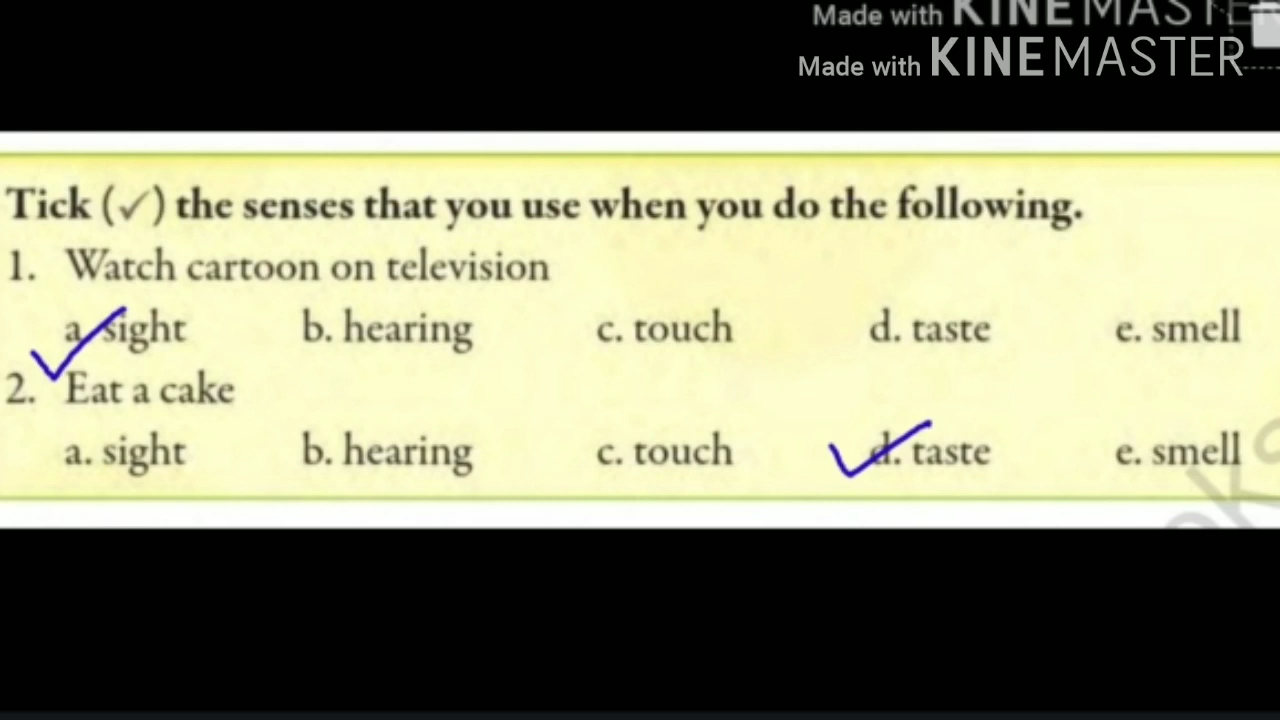 Made with KINEMASTER
Made with KINEMASTER
Tick (✓) the senses that you use when you do the following.
1. Watch cartoon on television
a. sight b. hearing c. touch d. taste e. smell
2. Eat a cake
a. sight b. hearing c. touch d. taste e. smell